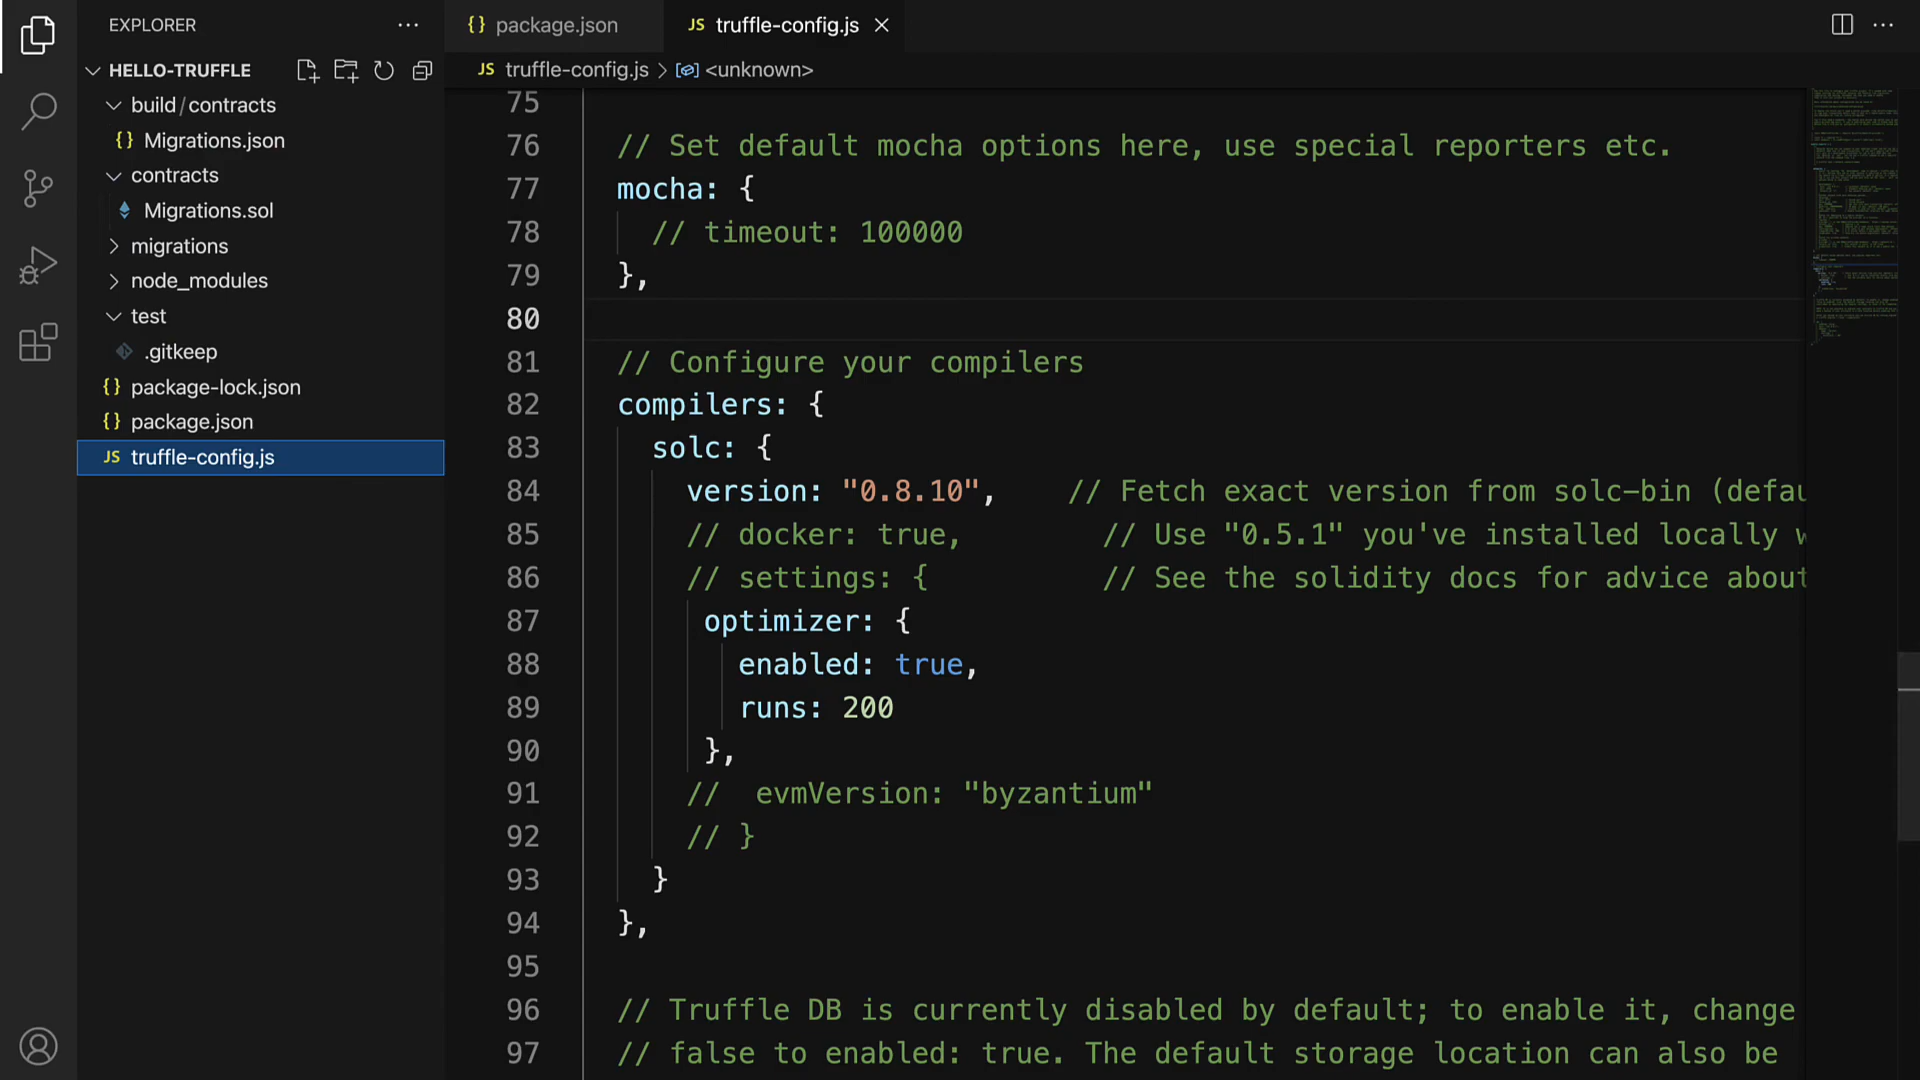 EXPLORER
HELLO-TRUFFLE
build/contracts
{} Migrations.json
contracts
Migrations.sol
migrations
node_modules
test
.gitkeep
{} package-lock.json
{} package.json
JS truffle-config.js
{} package.json
JS truffle-config.js
JS truffle-config.js > <unknown>
75
76 // Set default mocha options here, use special reporters etc.
77 mocha: {
78 // timeout: 100000
79 },
80
81 // Configure your compilers
82 compilers: {
83 solc: {
84 version: "0.8.10", // Fetch exact version from solc-bin (defau
85 // docker: true, // Use "0.5.1" you've installed locally w
86 // settings: { // See the solidity docs for advice about
87 optimizer: {
88 enabled: true,
89 runs: 200
90 },
91 // evmVersion: "byzantium"
92 // }
93 }
94 },
95
96 // Truffle DB is currently disabled by default; to enable it, change
97 // false to enabled: true. The default storage location can also be